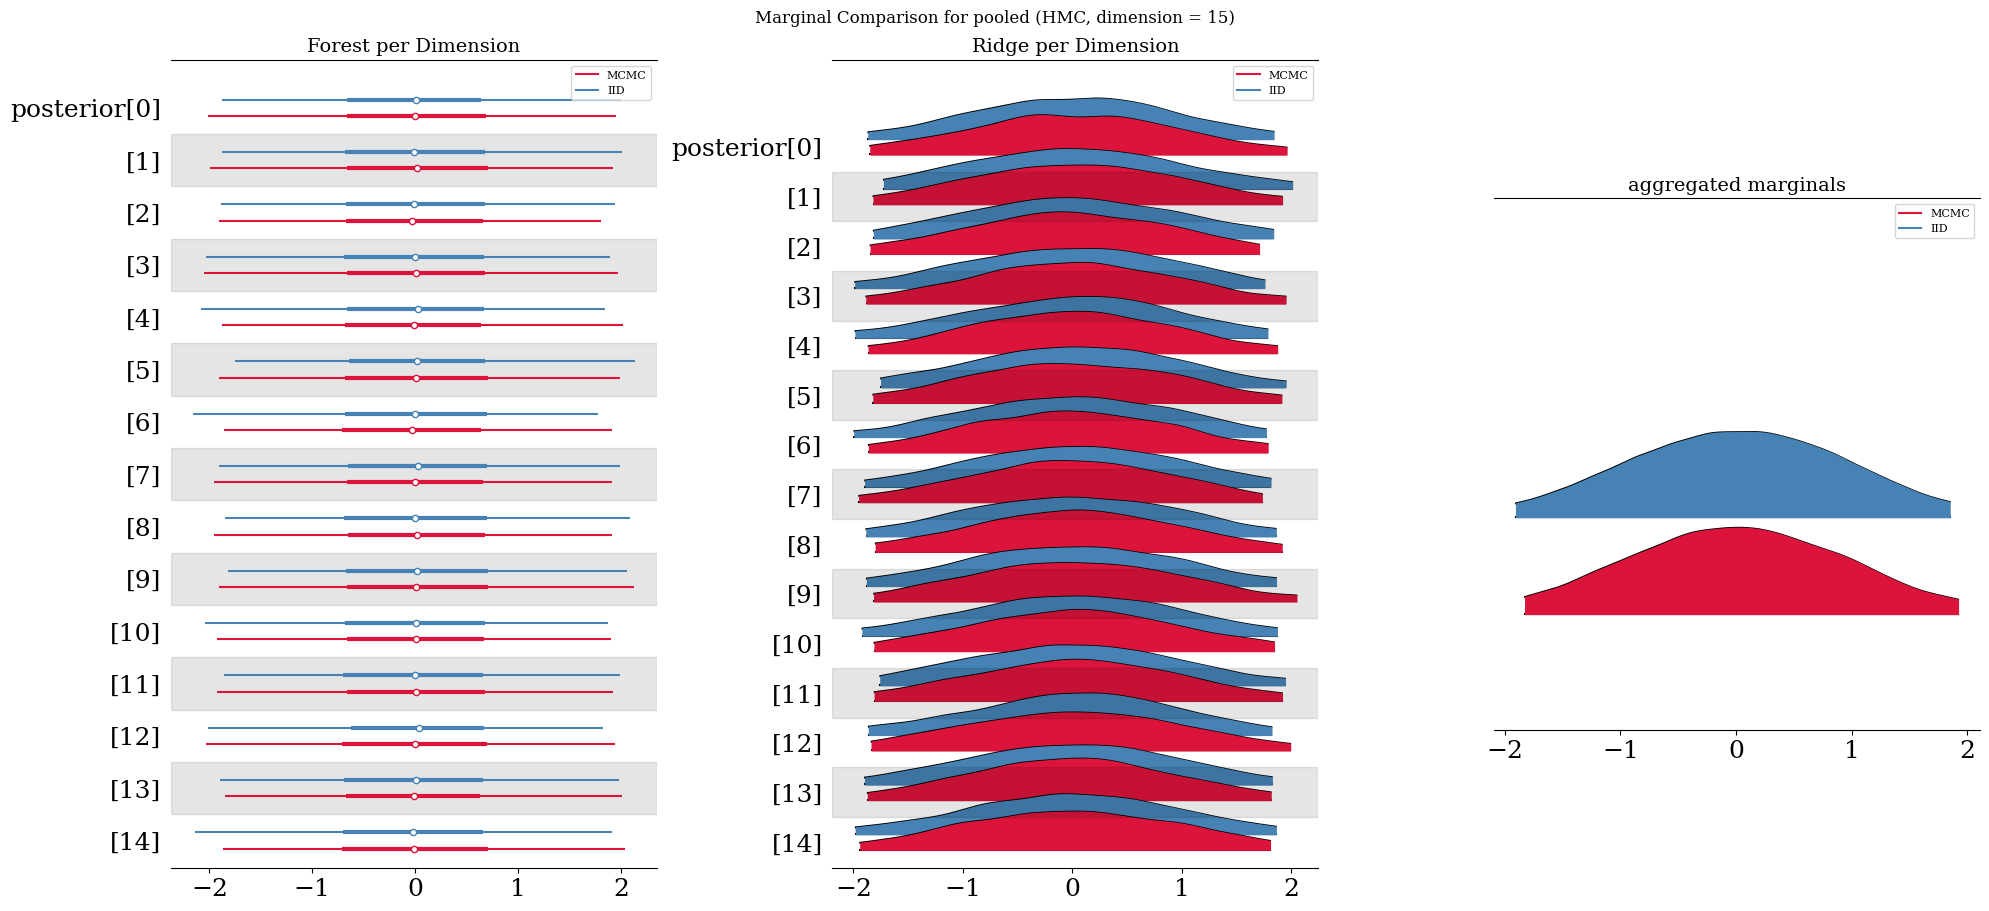 Marginal Comparison for pooled (HMC, dimension = 15)
Forest per Dimension
MCMC
IID
posterior[0]
[1]
[2]
[3]
[4]
[5]
[6]
[7]
[8]
[9]
[10]
[11]
[12]
[13]
[14]
−2 −1 0 1 2
Ridge per Dimension
MCMC
IID
posterior[0]
[1]
[2]
[3]
[4]
[5]
[6]
[7]
[8]
[9]
[10]
[11]
[12]
[13]
[14]
−2 −1 0 1 2
aggregated marginals
MCMC
IID
−2 −1 0 1 2